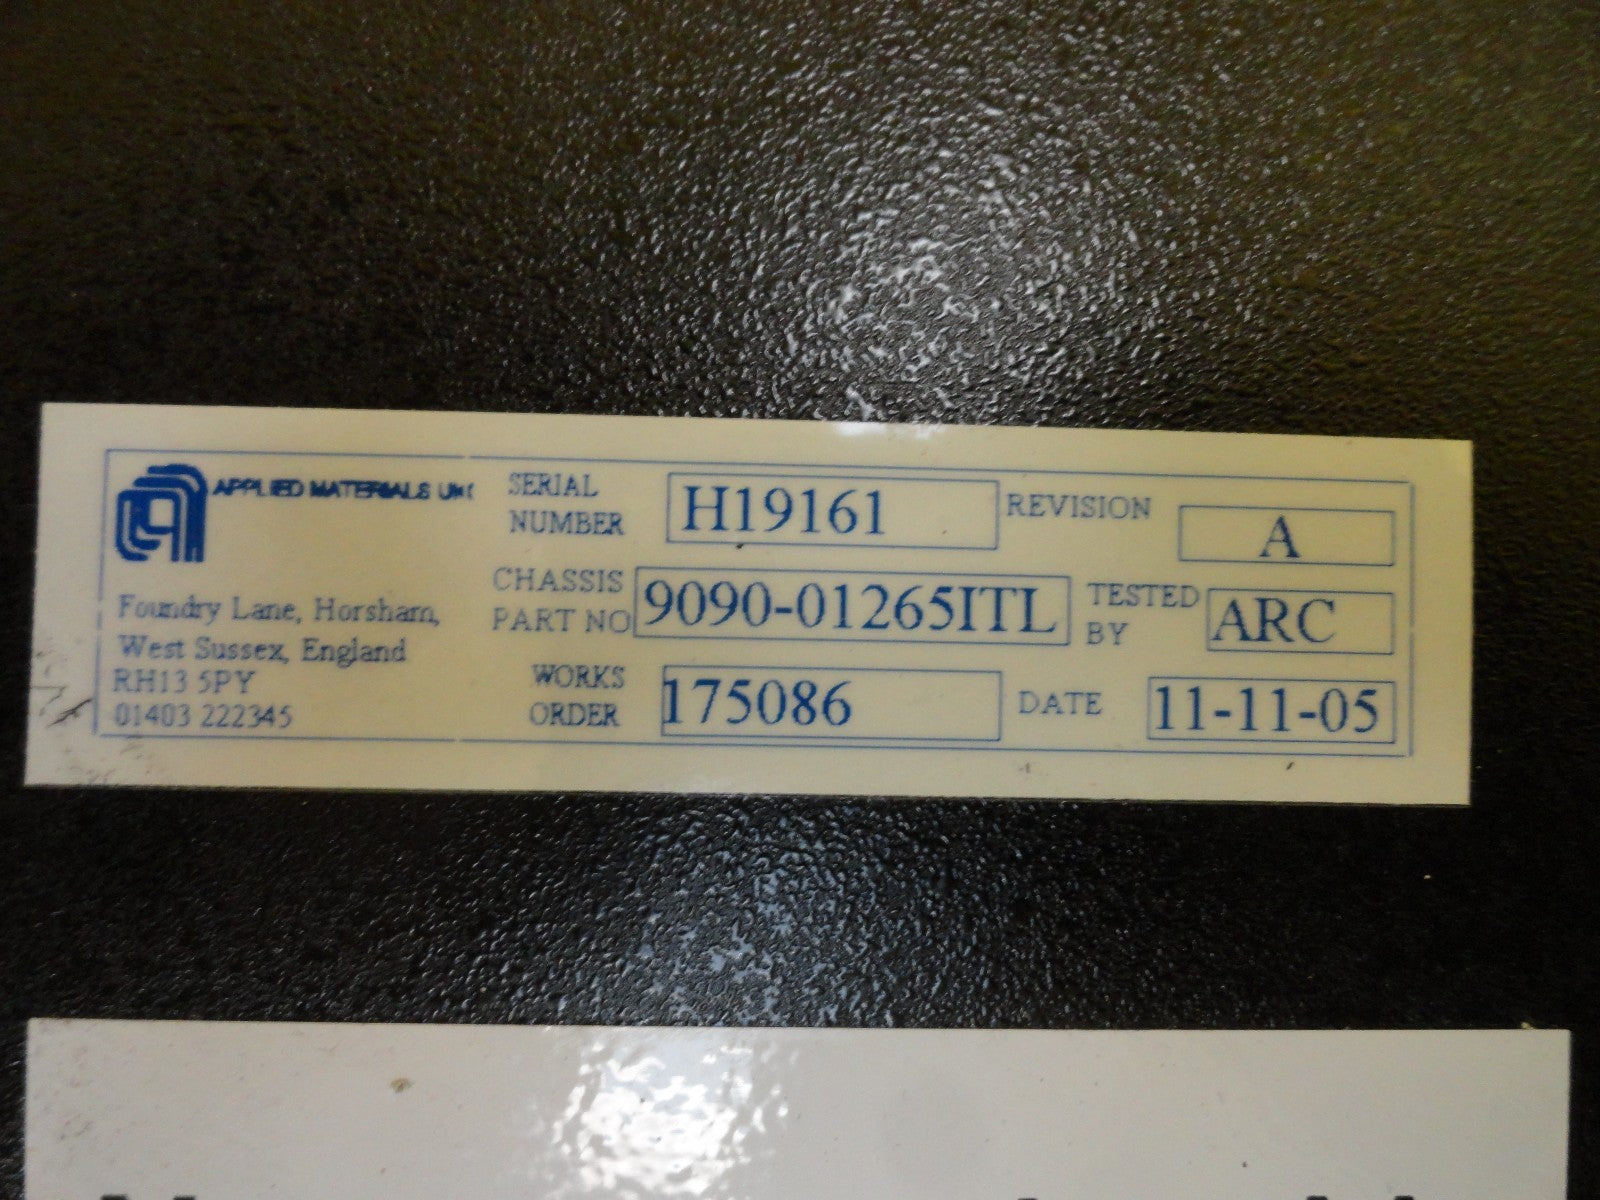 APPLIED MATERIALS
Foundry Lane, Horsham,
West Sussex, England
RH13 5PY
01403 222345
SERIAL
NUMBER
H19161
REVISION
A
CHASSIS
PART NO
9090-01265ITL
TESTED
BY
ARC
WORKS
ORDER
175086
DATE
11-11-05